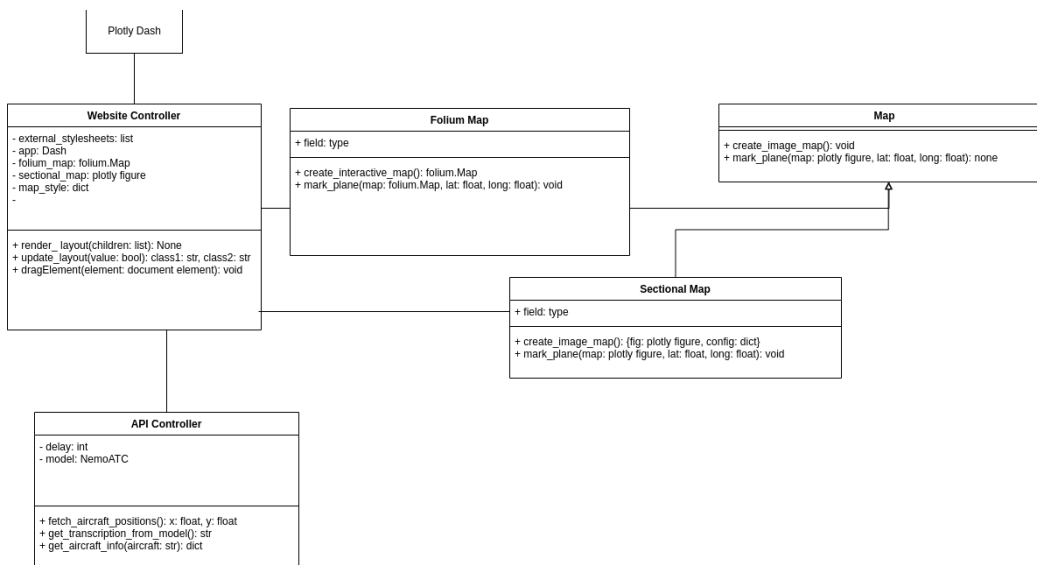 Plotly Dash
Website Controller
- external_stylesheets: list
- app: Dash
- folium_map: folium.Map
- sectional_map: plotly figure
- map_style: dict
-
+ render_ layout(children: list): None
+ update_layout(value: bool): class1: str, class2: str
+ dragElement(element: document element): void
Folium Map
+ field: type
+ create_interactive_map(): folium.Map
+ mark_plane(map: folium.Map, lat: float, long: float): void
Map
+ create_image_map(): void
+ mark_plane(map: plotly figure, lat: float, long: float): none
Sectional Map
+ field: type
+ create_image_map(): {fig: plotly figure, config: dict}
+ mark_plane(map: plotly figure, lat: float, long: float): void
API Controller
- delay: int
- model: NemoATC
+ fetch_aircraft_positions(): x: float, y: float
+ get_transcription_from_model(): str
+ get_aircraft_info(aircraft: str): dict